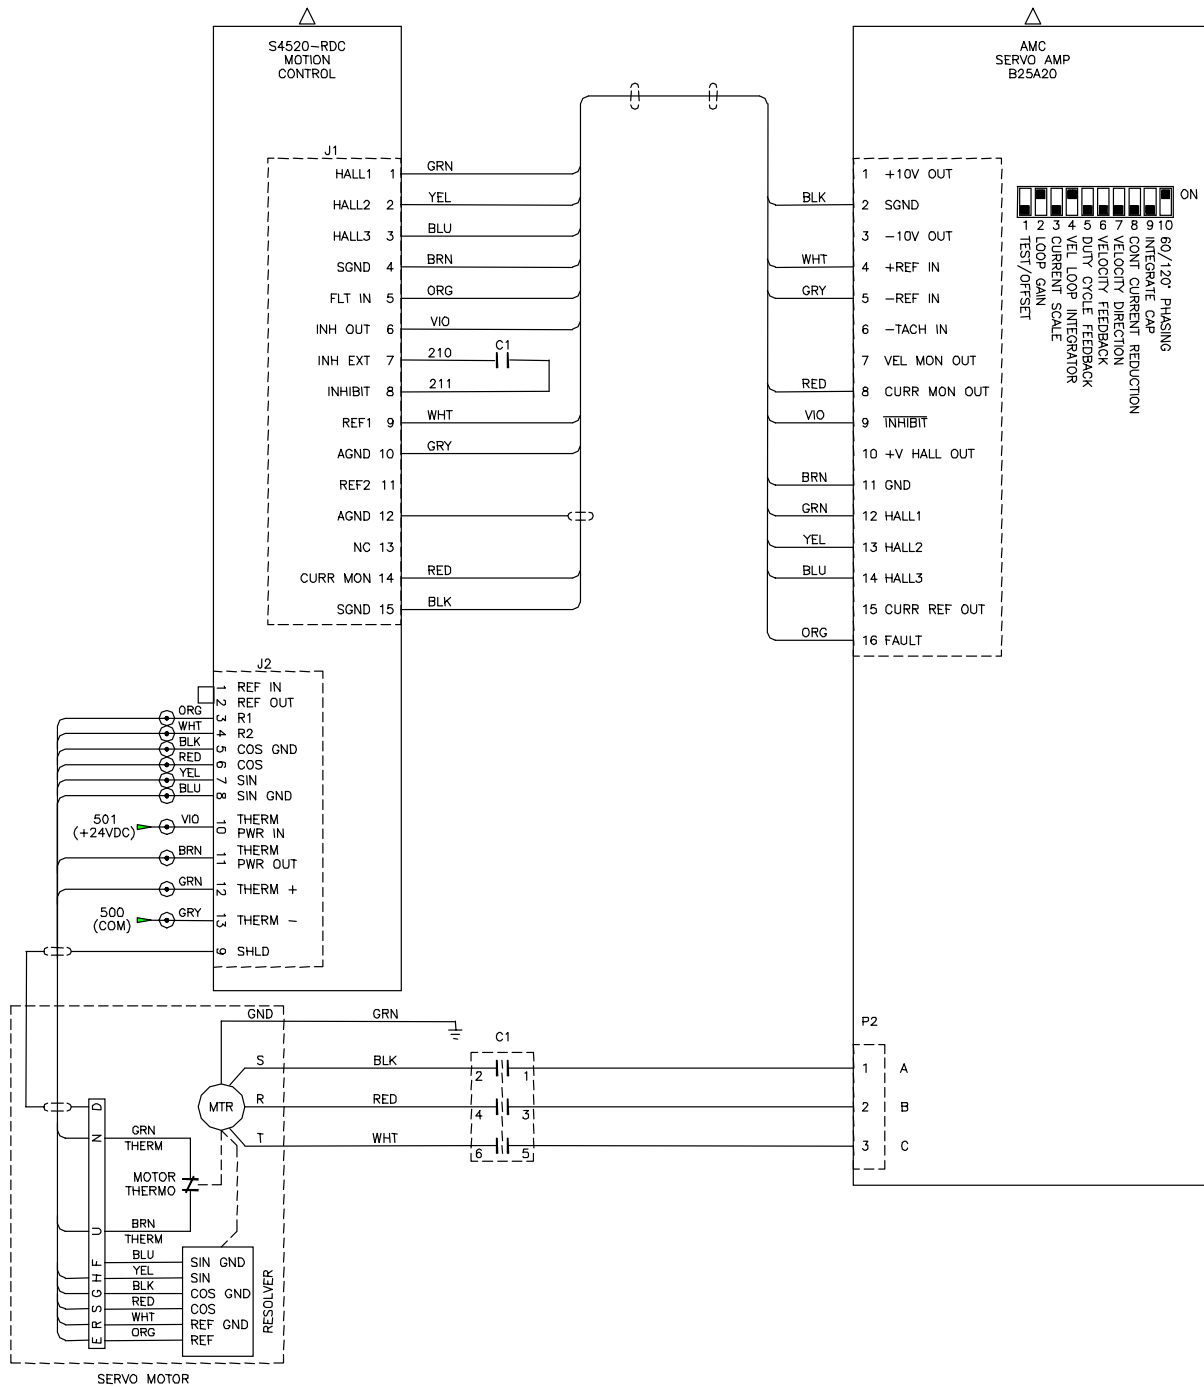 S4520-RDC
MOTION
CONTROL
J1
HALL1 1 GRN
HALL2 2 YEL
HALL3 3 BLU
SGND 4 BRN
FLT IN 5 ORG
INH OUT 6 VIO
INH EXT 7 210 C1
INHIBIT 8 211
REF1 9 WHT
AGND 10 GRY
REF2 11
AGND 12
NC 13
CURR MON 14 RED
SGND 15 BLK
AMC
SERVO AMP
B25A20
1 +10V OUT
BLK 2 SGND
3 -10V OUT
WHT 4 +REF IN
GRY 5 -REF IN
6 -TACH IN
7 VEL MON OUT
RED 8 CURR MON OUT
VIO 9 INHIBIT
10 +V HALL OUT
BRN 11 GND
GRN 12 HALL1
YEL 13 HALL2
BLU 14 HALL3
15 CURR REF OUT
ORG 16 FAULT
ON
1 TEST/OFFSET
2 LOOP GAIN
3 CURRENT SCALE
4 VEL LOOP INTEGRATOR
5 DUTY CYCLE FEEDBACK
6 VELOCITY FEEDBACK
7 VELOCITY DIRECTION
8 CONT CURRENT REDUCTION
9 INTEGRATE CAP
10 60/120° PHASING
J2
1 REF IN
2 REF OUT
ORG 3 R1
WHT 4 R2
BLK 5 COS GND
RED 6 COS
YEL 7 SIN
BLU 8 SIN GND
501
(+24VDC)
VIO 10 THERM
PWR IN
BRN 11 THERM
PWR OUT
GRN 12 THERM +
500
(COM)
GRY 13 THERM -
9 SHLD
GND GRN
S BLK
R RED
T WHT
MTR
C1
2 1
4 3
6 5
P2
1 A
2 B
3 C
D
N GRN
THERM
MOTOR
THERMO
U BRN
THERM
F BLU SIN GND
H YEL SIN
G BLK COS GND
S RED COS
R WHT REF GND
E ORG REF
RESOLVER
SERVO MOTOR